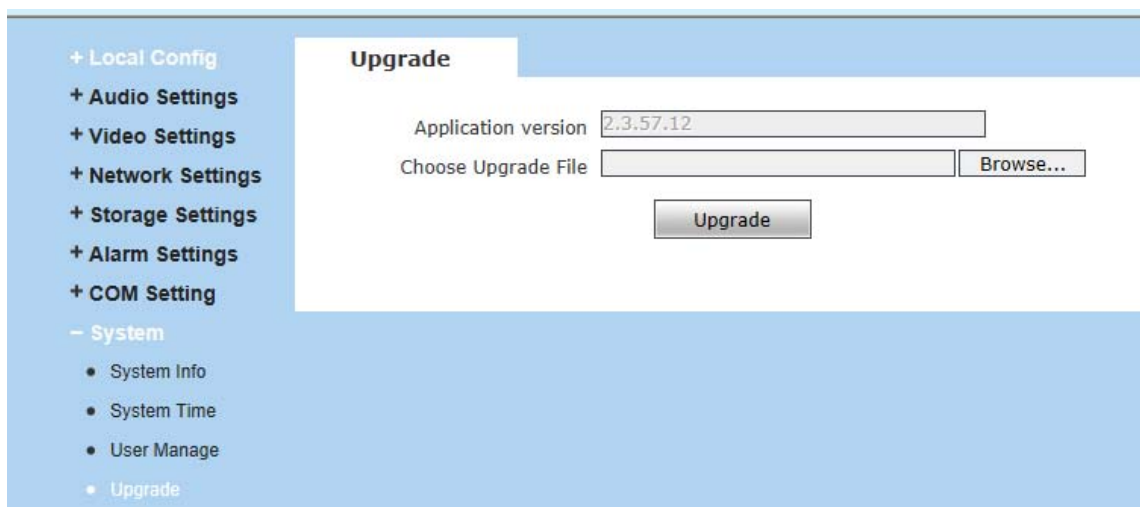 + Local Config
+ Audio Settings
+ Video Settings
+ Network Settings
+ Storage Settings
+ Alarm Settings
+ COM Setting
− System
• System Info
• System Time
• User Manage
• Upgrade
Upgrade
Application version 2.3.57.12
Choose Upgrade File Browse...
Upgrade